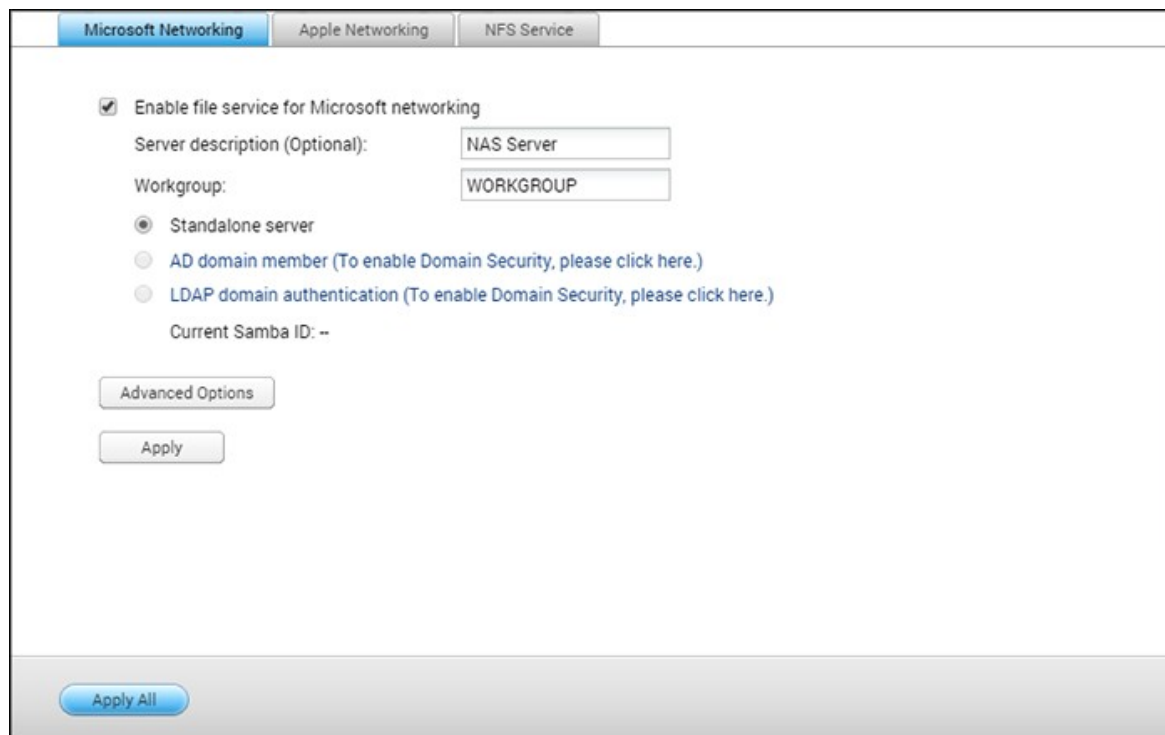 Microsoft Networking Apple Networking NFS Service
Enable file service for Microsoft networking
Server description (Optional): NAS Server
Workgroup: WORKGROUP
Standalone server
AD domain member (To enable Domain Security, please click here.)
LDAP domain authentication (To enable Domain Security, please click here.)
Current Samba ID: --
Advanced Options
Apply
Apply All